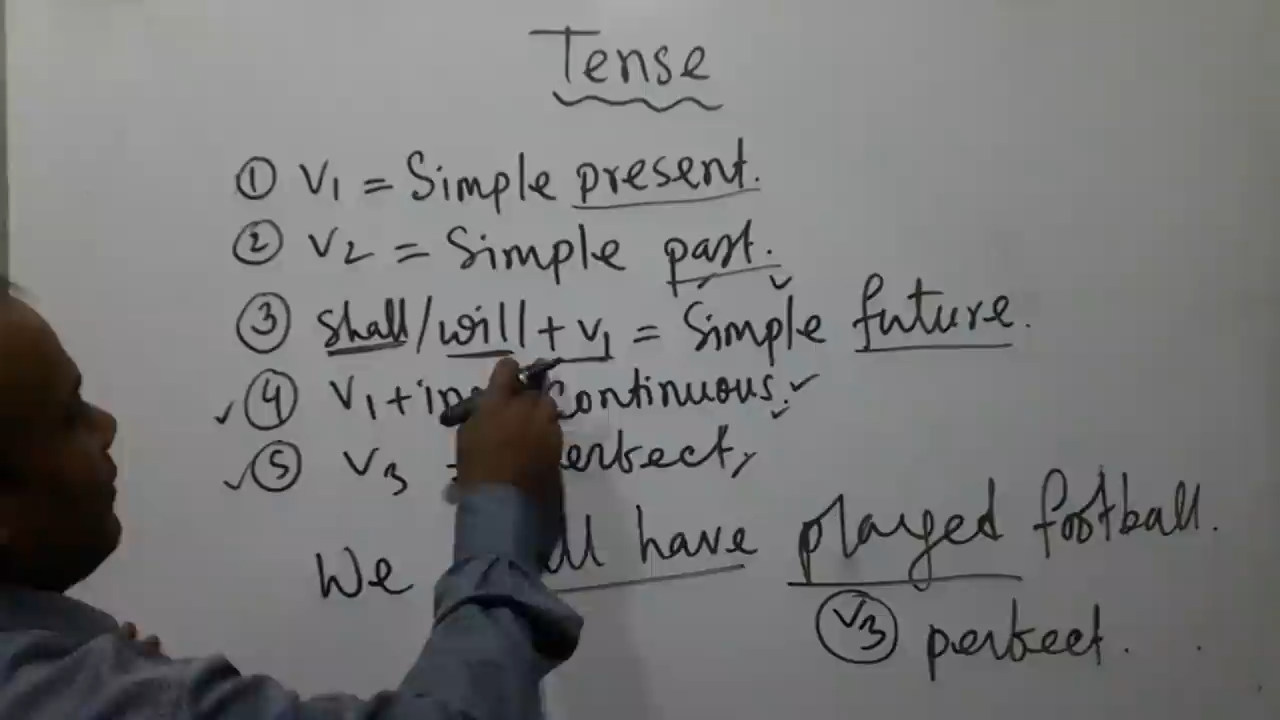 Tense
① V1 = Simple present.
② V2 = Simple past.
③ Shall/will + V1 = Simple future.
④ V1 + continuous.
⑤ V3
We have played football.
V3 perfect.